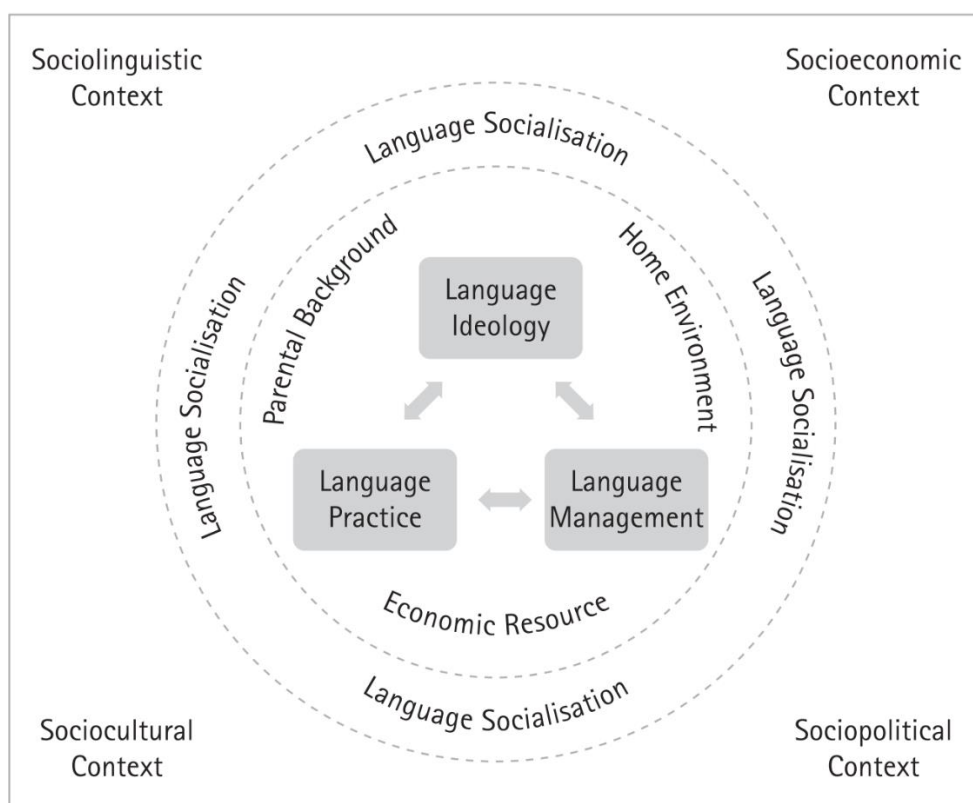 Sociolinguistic
Context
Socioeconomic
Context
Language Socialisation
Language Socialisation
Parental Background
Home Environment
Language Socialisation
Language
Ideology
Language
Practice
Language
Management
Economic Resource
Language Socialisation
Sociocultural
Context
Sociopolitical
Context